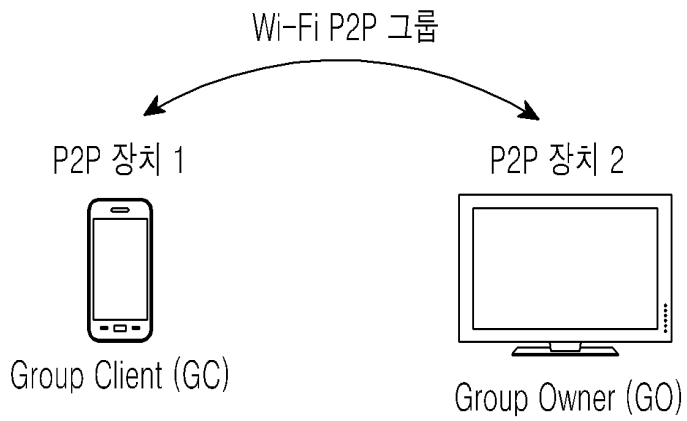 Wi-Fi P2P 그룹
P2P 장치 1
P2P 장치 2
Group Client (GC)
Group Owner (GO)